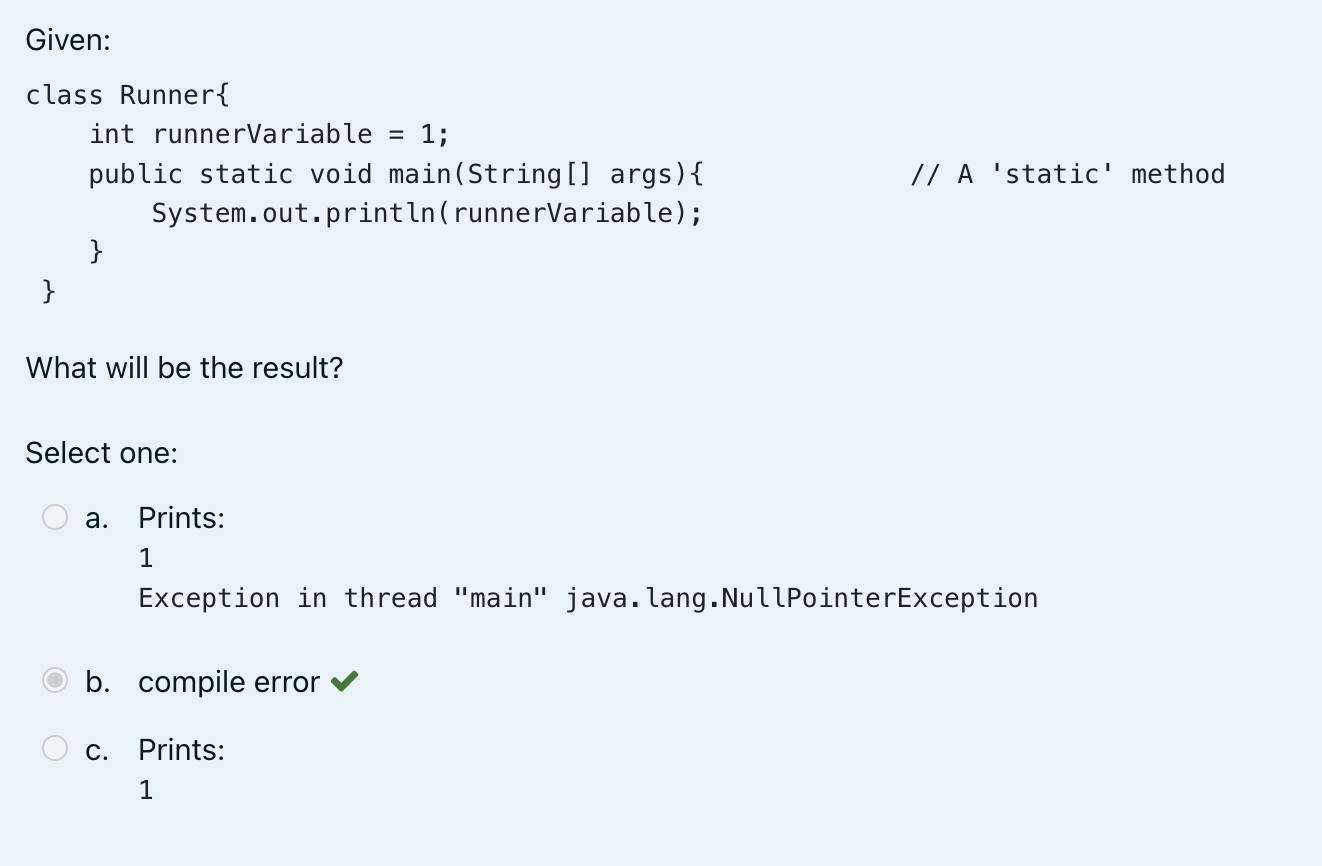 Given:
class Runner{
    int runnerVariable = 1;
    public static void main(String[] args){             // A 'static' method
        System.out.println(runnerVariable);
    }
 }
What will be the result?
Select one:
a. Prints:
1
Exception in thread "main" java.lang.NullPointerException
b. compile error
c. Prints:
1